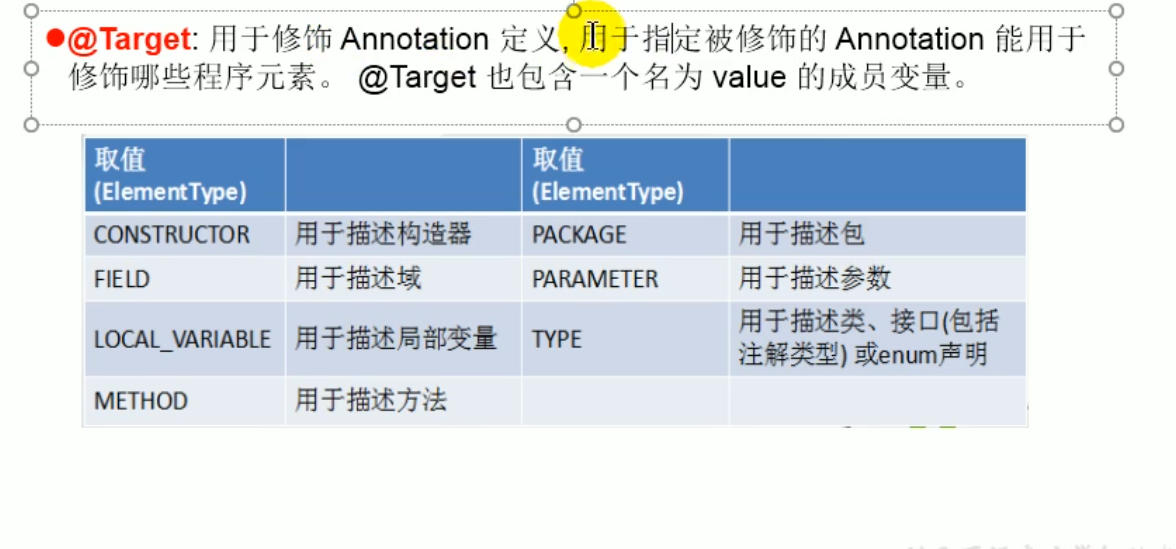 @Target: 用于修饰 Annotation 定义, 用于指定被修饰的 Annotation 能用于
修饰哪些程序元素。 @Target 也包含一个名为 value 的成员变量。
取值 取值
(ElementType) (ElementType)
CONSTRUCTOR 用于描述构造器 PACKAGE 用于描述包
FIELD 用于描述域 PARAMETER 用于描述参数
LOCAL_VARIABLE 用于描述局部变量 TYPE 用于描述类、接口(包括
注解类型) 或enum声明
METHOD 用于描述方法